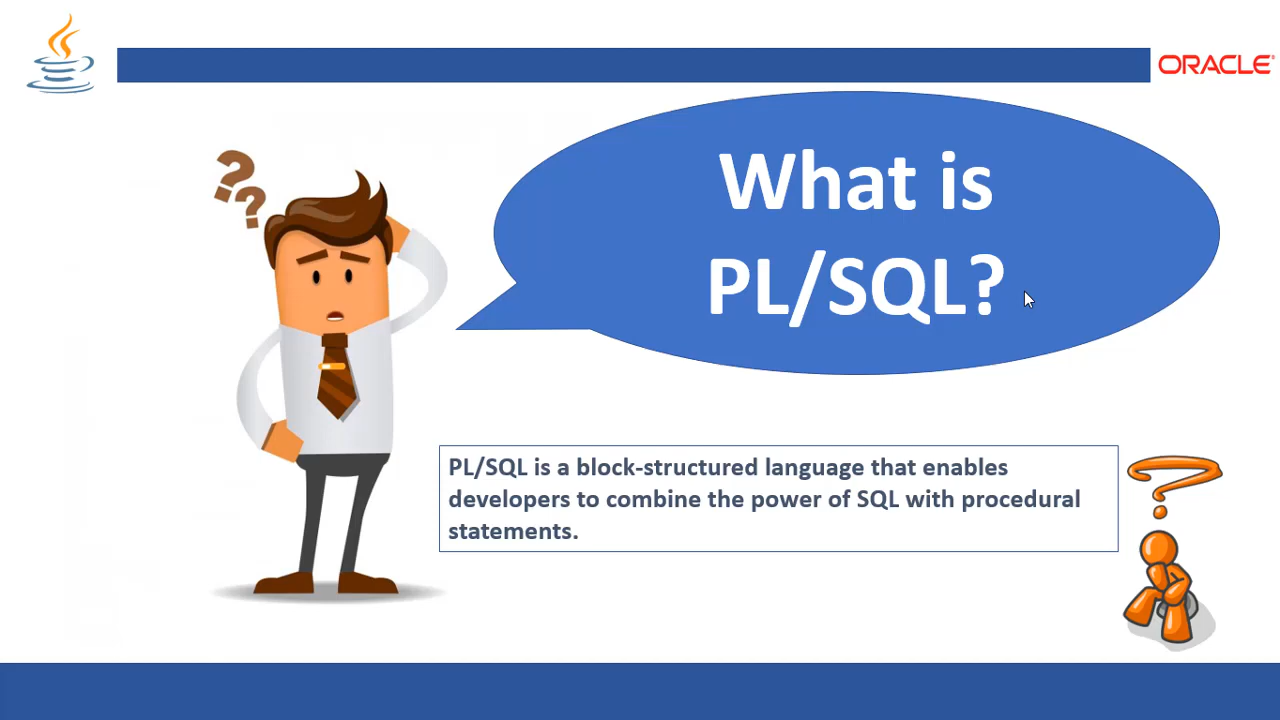 ORACLE
What is
PL/SQL?
PL/SQL is a block-structured language that enables
developers to combine the power of SQL with procedural
statements.